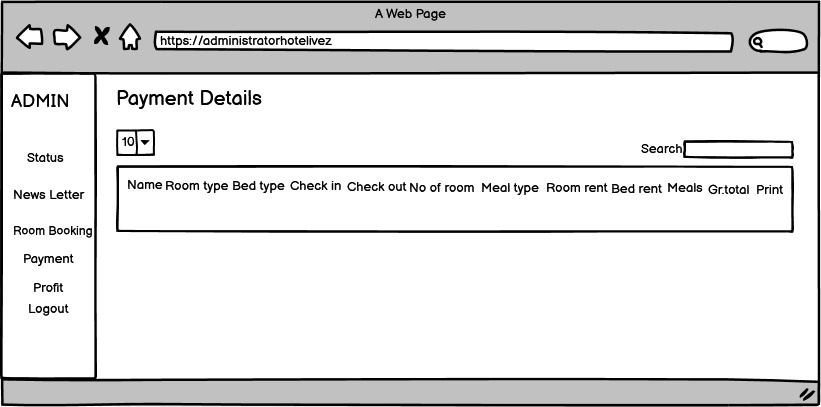 A Web Page
https://administratorhotelivez
ADMIN
Status
News Letter
Room Booking
Payment
Profit
Logout
Payment Details
10
Search
Name Room type Bed type Check in Check out No of room Meal type Room rent Bed rent Meals Gr.total Print